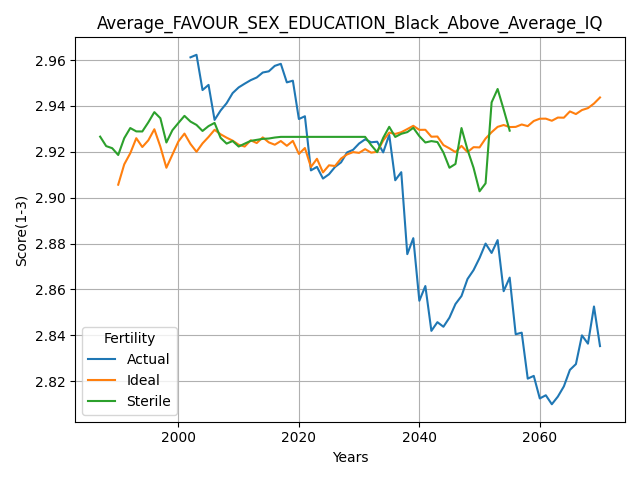 Average_FAVOUR_SEX_EDUCATION_Black_Above_Average_IQ
2.96
2.94
2.92
2.90
2.88
2.86
2.84
2.82
Score(1-3)
Fertility
Actual
Ideal
Sterile
2000 2020 2040 2060
Years